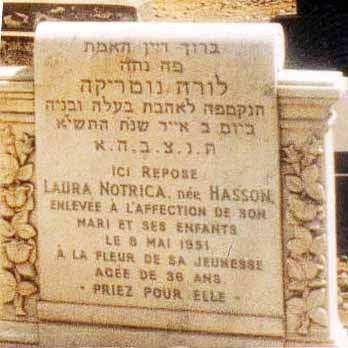 ברוך דין האמת
פה נחה
לורה נוטריקה
הנקטפה לאהבת בעלה ובניה
ביום ב אייר שנת התשי"א
ת.נ.צ.ב.ה.א
ICI REPOSE
LAURA NOTRICA, née HASSON,
ENLEVÉE À L'AFFECTION DE SON
MARI ET SES ENFANTS
LE 8 MAI 1951
À LA FLEUR DE SA JEUNESSE
AGÉE DE 36 ANS
- PRIEZ POUR ELLE -